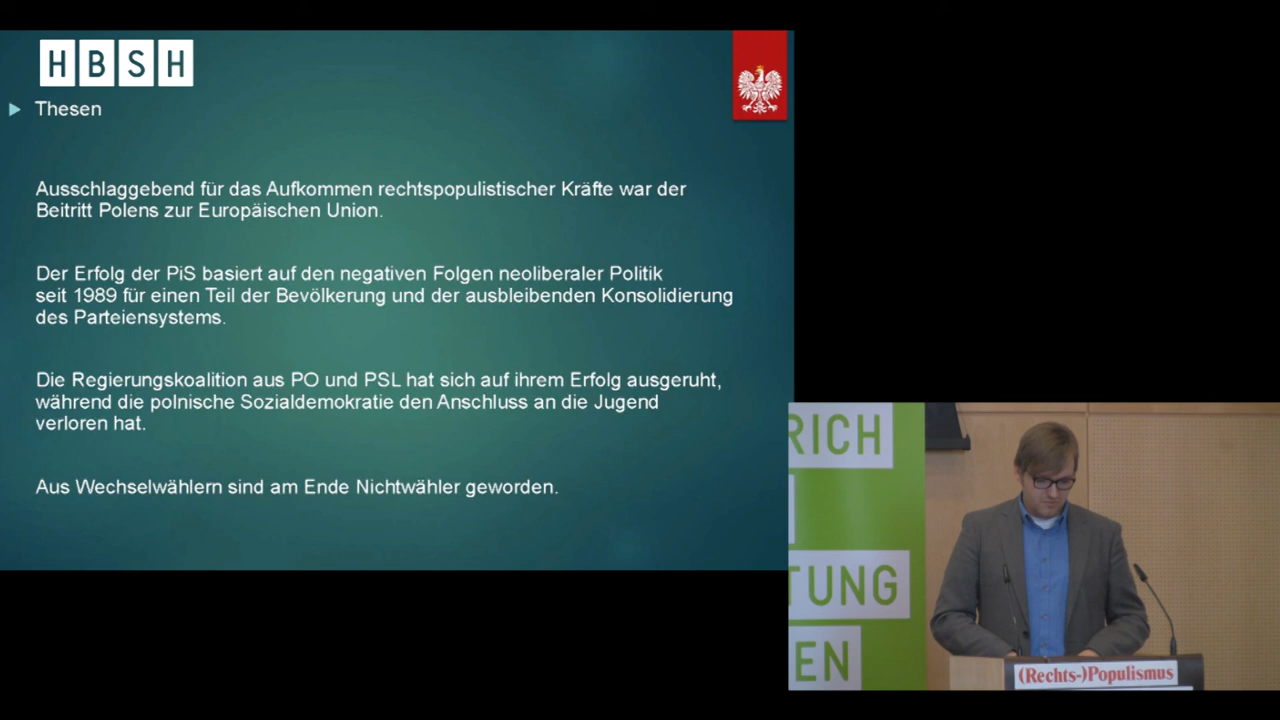 HBSH
Thesen
Ausschlaggebend für das Aufkommen rechtspopulistischer Kräfte war der
Beitritt Polens zur Europäischen Union.
Der Erfolg der PiS basiert auf den negativen Folgen neoliberaler Politik
seit 1989 für einen Teil der Bevölkerung und der ausbleibenden Konsolidierung
des Parteiensystems.
Die Regierungskoalition aus PO und PSL hat sich auf ihrem Erfolg ausgeruht,
während die polnische Sozialdemokratie den Anschluss an die Jugend
verloren hat.
Aus Wechselwählern sind am Ende Nichtwähler geworden.
RICH
TUNG
EN
(Rechts-)Populismus